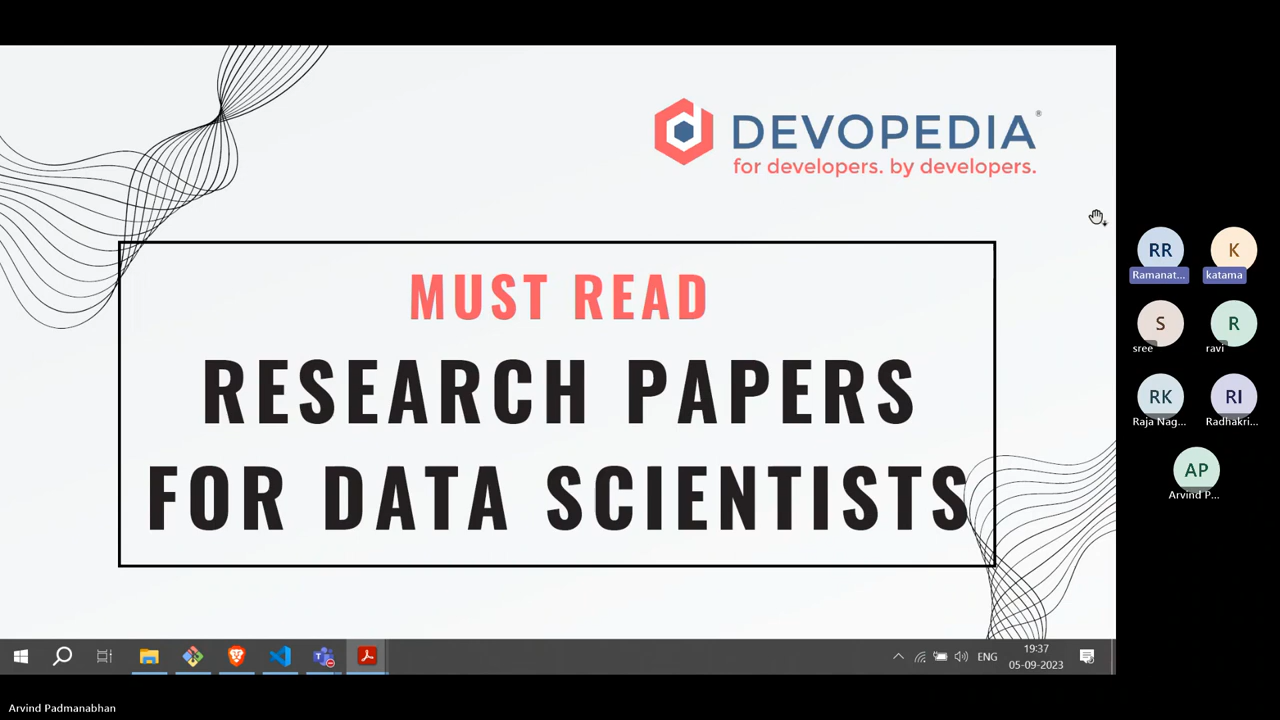 DEVOPEDIA®
for developers. by developers.
MUST READ
RESEARCH PAPERS
FOR DATA SCIENTISTS
RR
K
Ramanat...
katama
S
R
sree
ravi
RK
RI
Raja Nag...
Radhakri...
AP
Arvind P...
ENG
19:37
05-09-2023
Arvind Padmanabhan